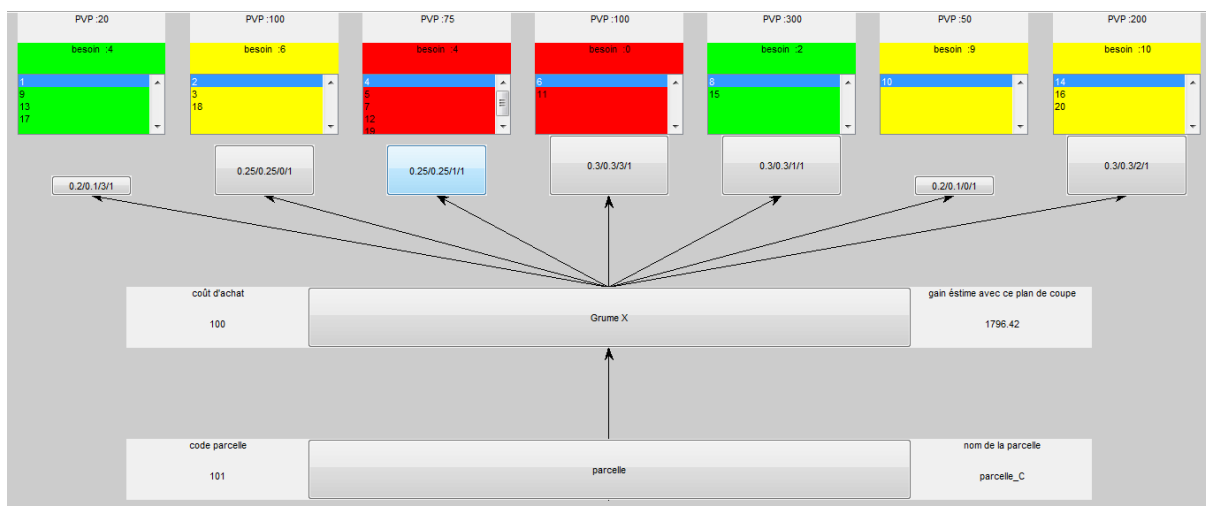 PVP :20 PVP :100 PVP :75 PVP :100 PVP :300 PVP :50 PVP :200
besoin :4 besoin :6 besoin :4 besoin :0 besoin :2 besoin :9 besoin :10
1 2 4 6 8 10 14
9 3 5 11 15 16
13 18 7 20
17 12
19
0.2/0.1/3/1 0.25/0.25/0/1 0.25/0.25/1/1 0.3/0.3/3/1 0.3/0.3/1/1 0.2/0.1/0/1 0.3/0.3/2/1
coût d'achat gain éstime avec ce plan de coupe
100 Grume X 1796.42
code parcelle nom de la parcelle
101 parcelle parcelle_C